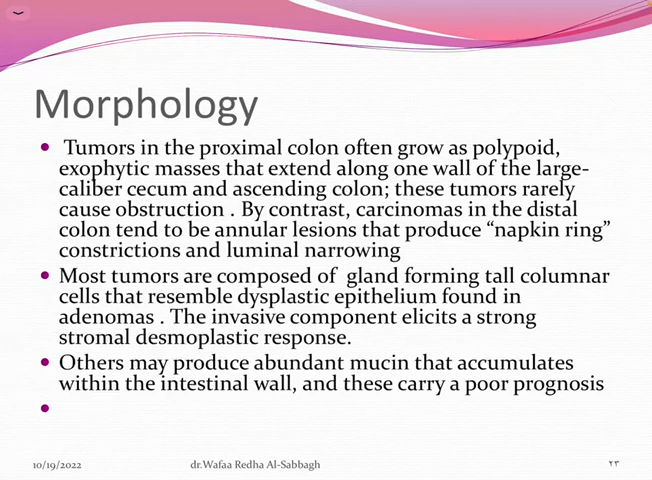 Morphology
Tumors in the proximal colon often grow as polypoid,
exophytic masses that extend along one wall of the large-
caliber cecum and ascending colon; these tumors rarely
cause obstruction . By contrast, carcinomas in the distal
colon tend to be annular lesions that produce “napkin ring”
constrictions and luminal narrowing
Most tumors are composed of gland forming tall columnar
cells that resemble dysplastic epithelium found in
adenomas . The invasive component elicits a strong
stromal desmoplastic response.
Others may produce abundant mucin that accumulates
within the intestinal wall, and these carry a poor prognosis
10/19/2022 dr.Wafaa Redha Al-Sabbagh ٢٣